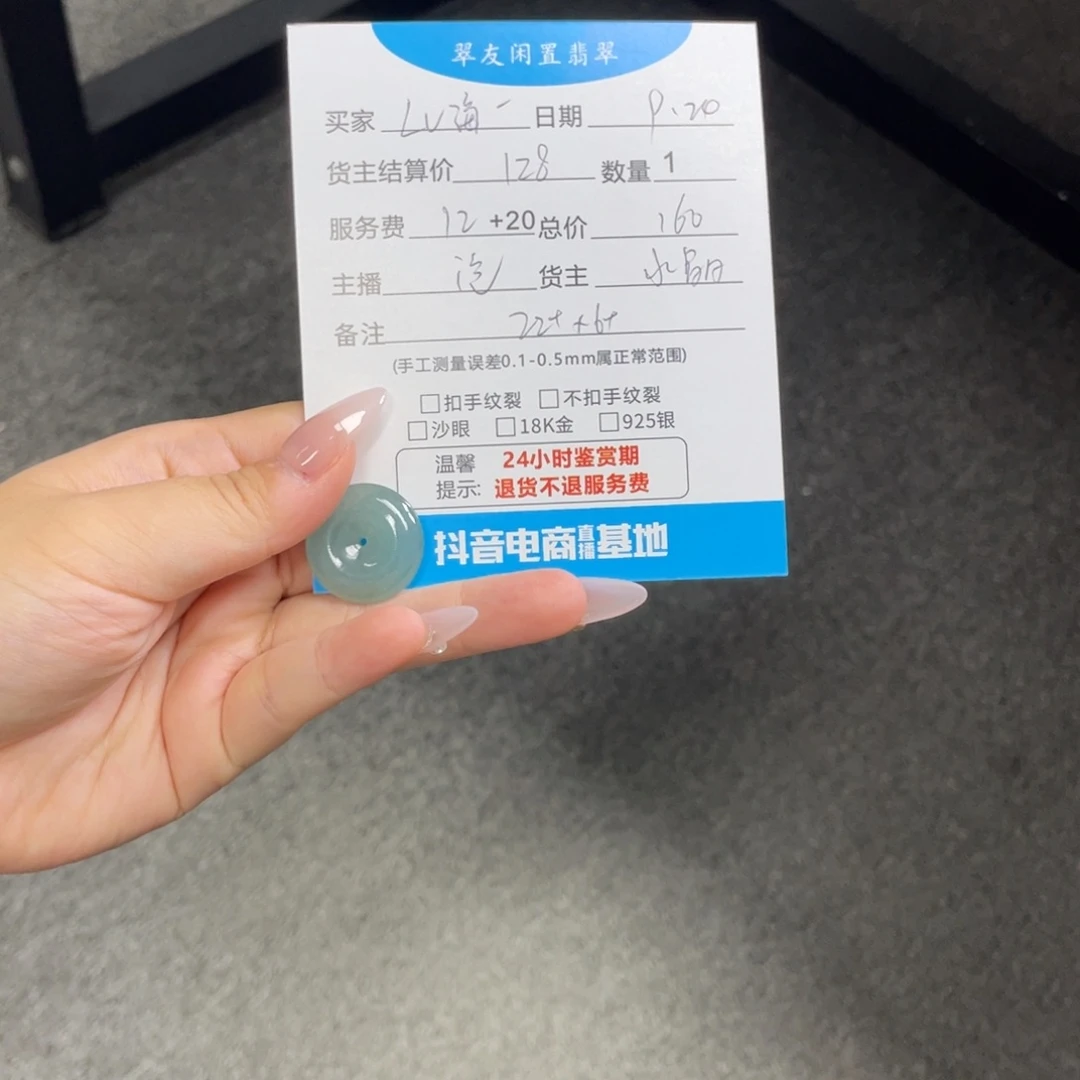 翠友闲置翡翠
买家 LV海一 日期 9.20
货主结算价 128 数量 1
服务费 12 +20 总价 160
主播 货主 水晶
备注 22+ + 6+
(手工测量误差0.1-0.5mm属正常范围)
□扣手纹裂 □不扣手纹裂
□沙眼 □18K金 □925银
温馨 24小时鉴赏期
提示: 退货不退服务费
抖音电商直播基地